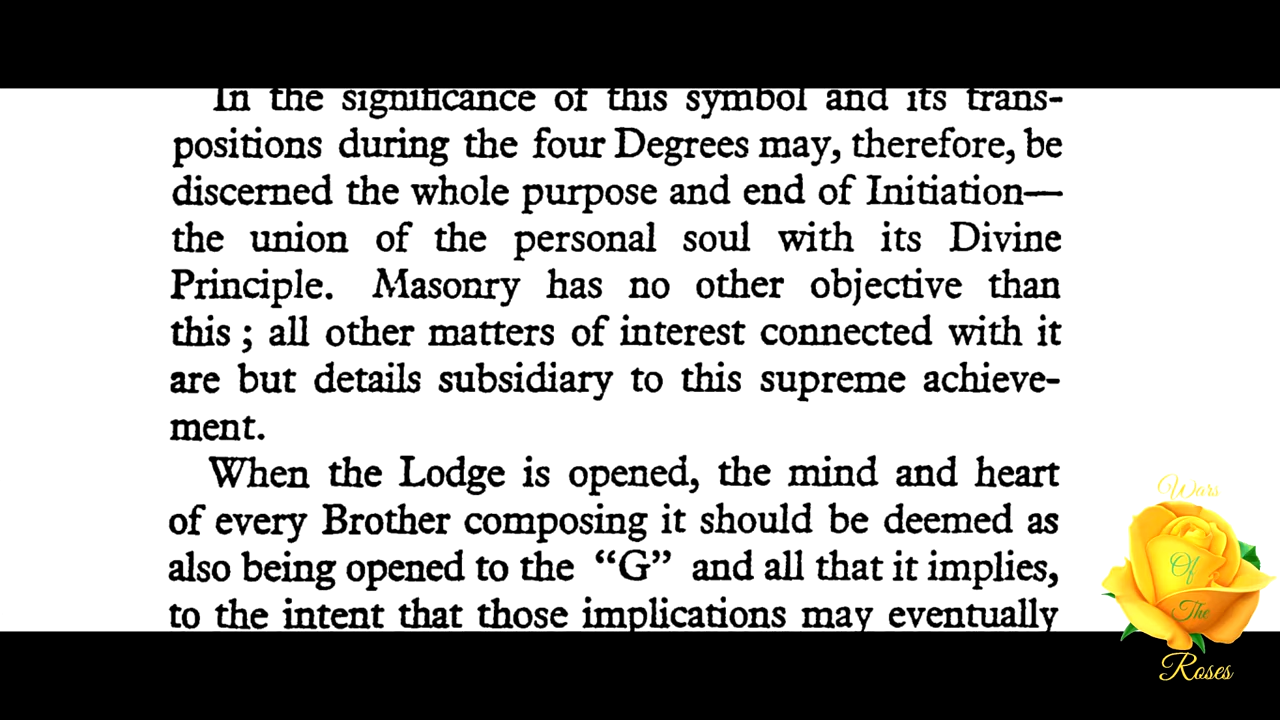 In the significance of this symbol and its trans-
positions during the four Degrees may, therefore, be
discerned the whole purpose and end of Initiation—
the union of the personal soul with its Divine
Principle. Masonry has no other objective than
this ; all other matters of interest connected with it
are but details subsidiary to this supreme achieve-
ment.
When the Lodge is opened, the mind and heart
of every Brother composing it should be deemed as
also being opened to the “G” and all that it implies,
to the intent that those implications may eventually
Wars
Of
The
Roses